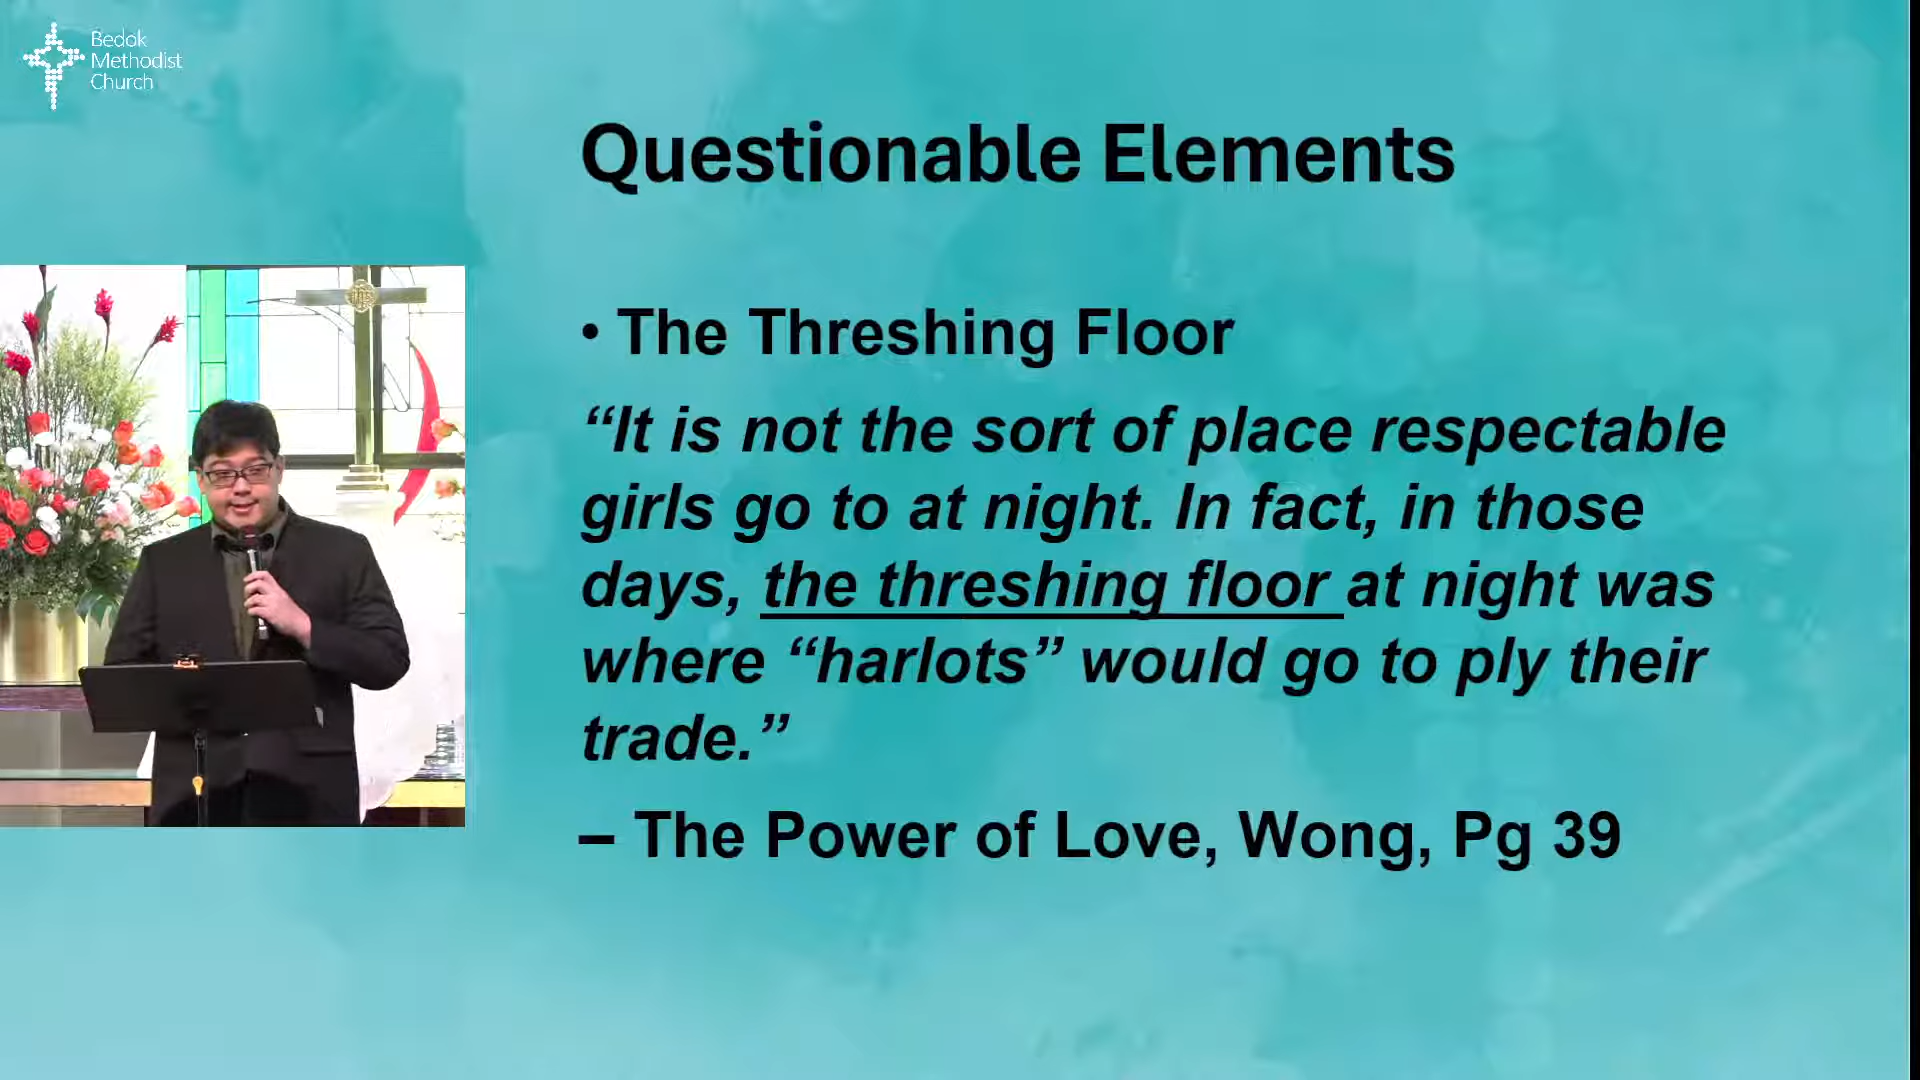 Bedok
Methodist
Church
Questionable Elements
• The Threshing Floor
“It is not the sort of place respectable
girls go to at night. In fact, in those
days, the threshing floor at night was
where “harlots” would go to ply their
trade.”
– The Power of Love, Wong, Pg 39